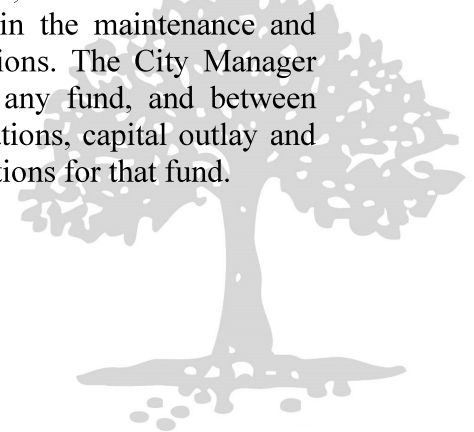 in the maintenance and
ions. The City Manager
any fund, and between
tions, capital outlay and
tions for that fund.